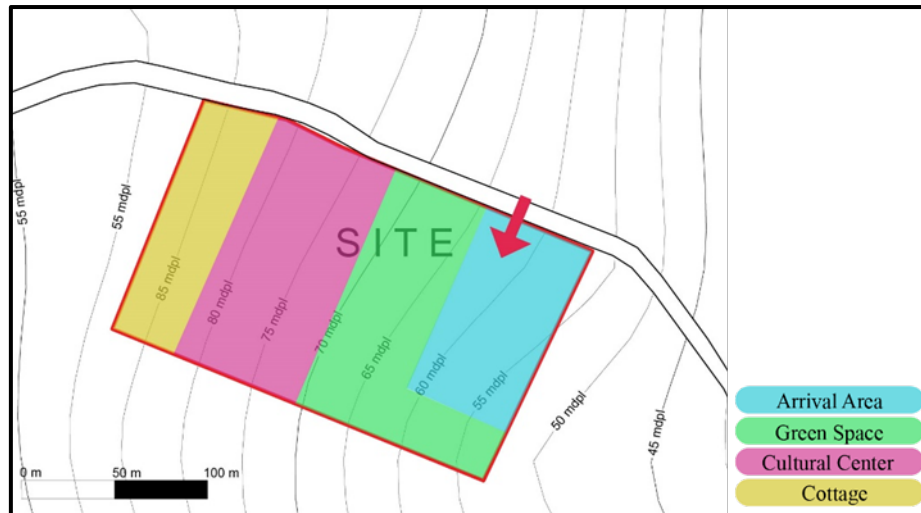 55 mdpl
55 mdpl
85 mdpl
80 mdpl
75 mdpl
70 mdpl
65 mdpl
60 mdpl
55 mdpl
50 mdpl
45 mdpl
SITE
0 m
50 m
100 m
Arrival Area
Green Space
Cultural Center
Cottage